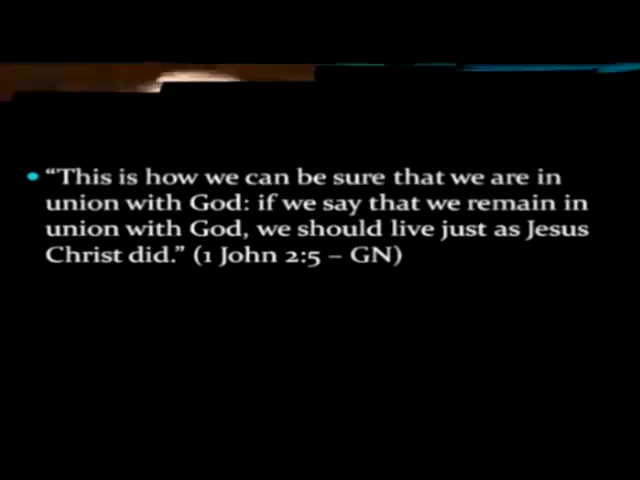 • “This is how we can be sure that we are in
union with God: if we say that we remain in
union with God, we should live just as Jesus
Christ did.” (1 John 2:5 – GN)